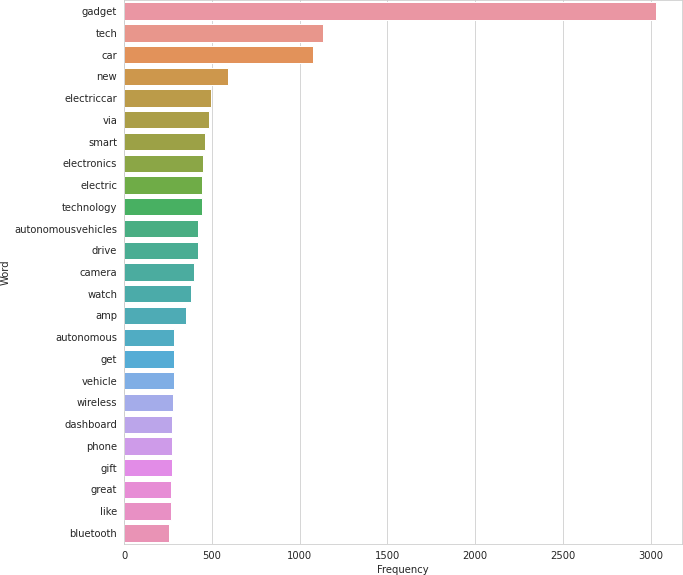 gadget
tech
car
new
electriccar
via
smart
electronics
electric
technology
autonomousvehicles
drive
camera
watch
amp
autonomous
get
vehicle
wireless
dashboard
phone
gift
great
like
bluetooth
Word
0 500 1000 1500 2000 2500 3000
Frequency